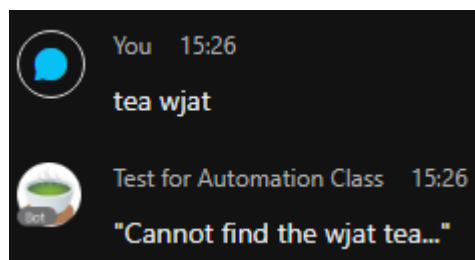 You 15:26
tea wjat
Test for Automation Class 15:26
Bot
"Cannot find the wjat tea..."